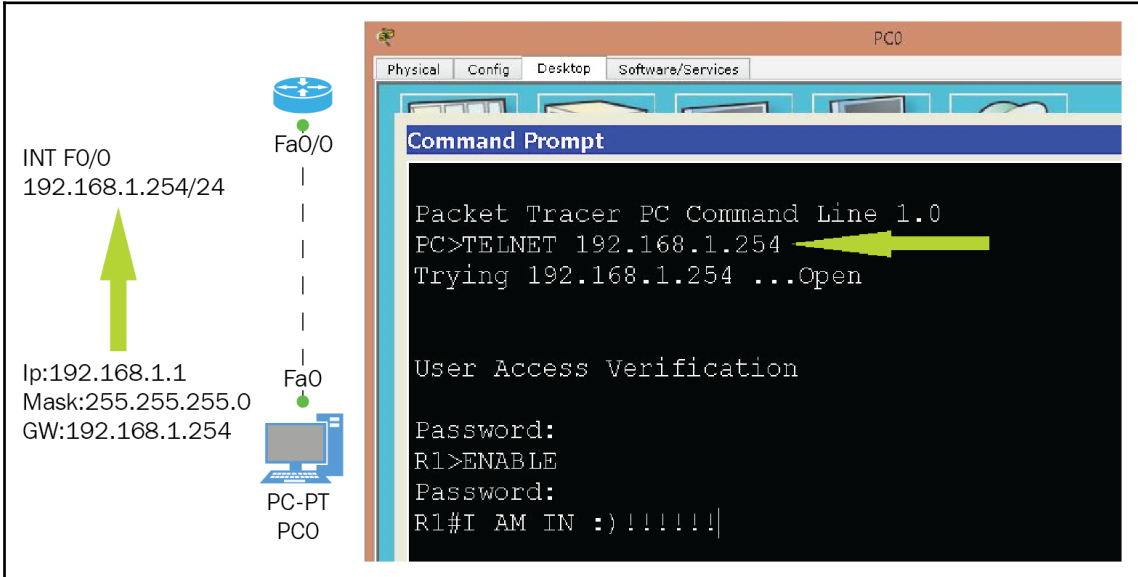 PC0
Physical Config Desktop Software/Services
Fa0/0
INT F0/0
192.168.1.254/24
Ip:192.168.1.1
Mask:255.255.255.0
GW:192.168.1.254
Fa0
PC-PT
PC0
Command Prompt
Packet Tracer PC Command Line 1.0
PC>TELNET 192.168.1.254
Trying 192.168.1.254 ...Open
User Access Verification
Password:
R1>ENABLE
Password:
R1#I AM IN :)!!!!!!